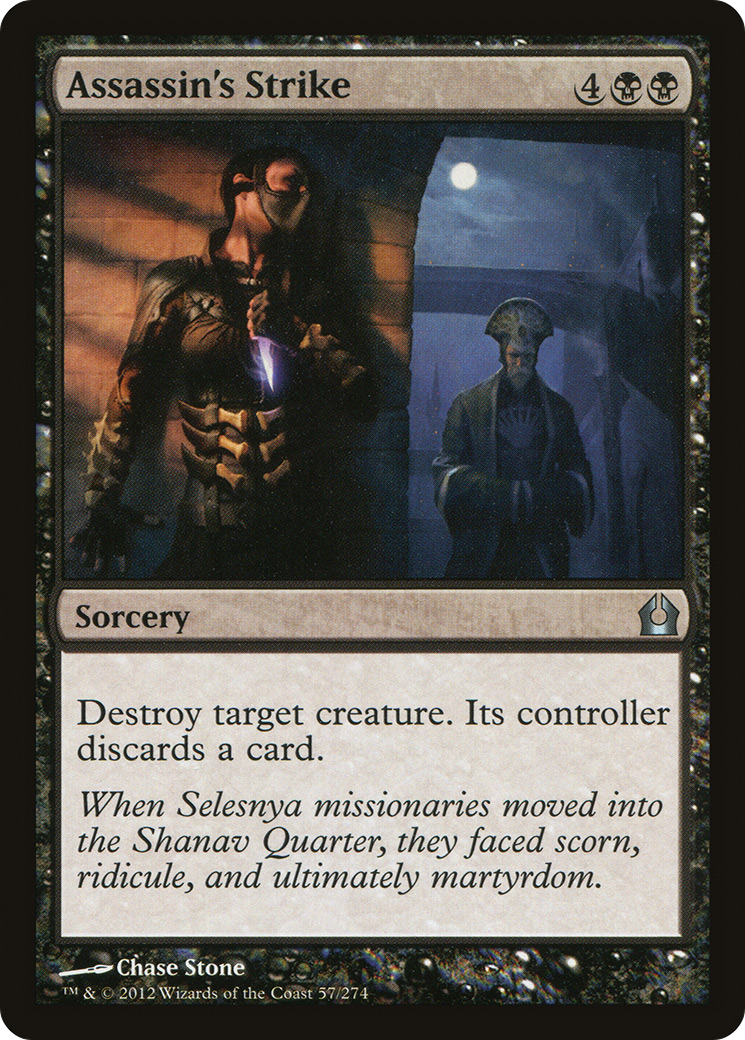 Assassin's Strike 4
Sorcery
Destroy target creature. Its controller
discards a card.
When Selesnya missionaries moved into
the Shanav Quarter, they faced scorn,
ridicule, and ultimately martyrdom.
Chase Stone
™ & © 2012 Wizards of the Coast 57/274